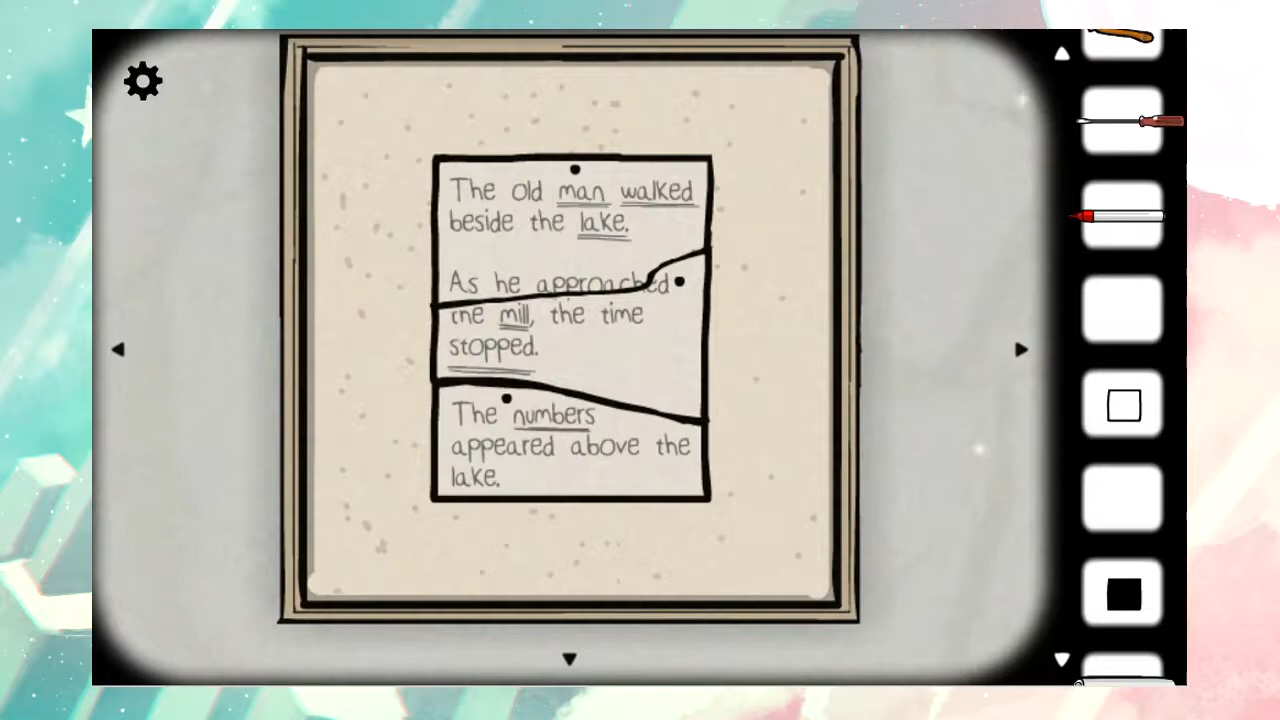 The old man walked
beside the lake.
As he approached
the mill, the time
stopped.
The numbers
appeared above the
lake.